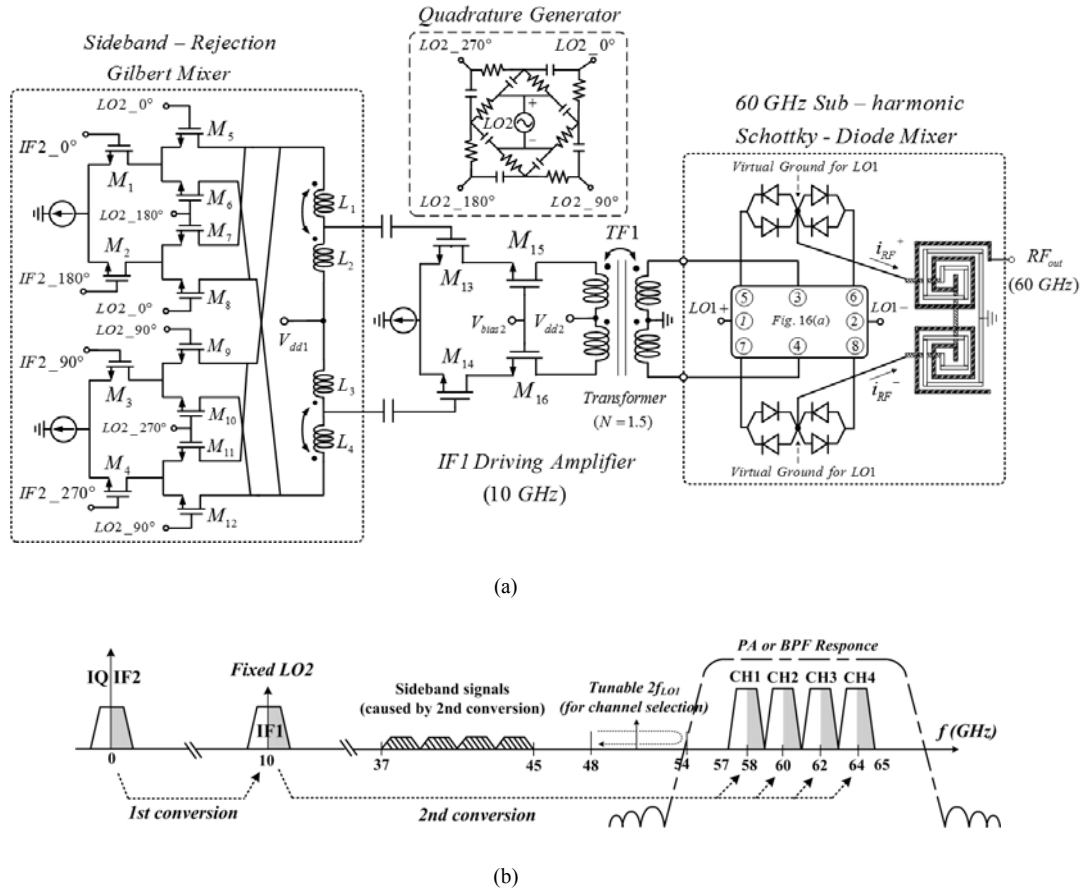 Quadrature Generator
Sideband – Rejection
Gilbert Mixer
LO2_270°
LO2_0°
LO2
+
−
LO2_180°
LO2_90°
60 GHz Sub – harmonic
Schottky - Diode Mixer
LO2_0°
M5
IF2_0°
M1
M6
LO2_180°
M7
M2
IF2_180°
M8
LO2_0°
LO2_90°
M9
IF2_90°
M3
M10
LO2_270°
M11
M4
IF2_270°
LO2_90°
M12
L1
L2
Vdd1
L3
L4
M13
M15
Vbias2
Vdd2
M14
M16
TF1
Transformer
(N = 1.5)
IF1 Driving Amplifier
(10 GHz)
Virtual Ground for LO1
iRF+
RFout
(60 GHz)
5 3 6
LO1+ 1 Fig. 16(a) 2 LO1−
7 4 8
iRF−
Virtual Ground for LO1
(a)
PA or BPF Responce
IQ IF2
Fixed LO2
IF1
Sideband signals
(caused by 2nd conversion)
Tunable 2fLO1
(for channel selection)
CH1 CH2 CH3 CH4
f (GHz)
0 10 37 45 48 54 57 58 60 62 64 65
1st conversion
2nd conversion
(b)